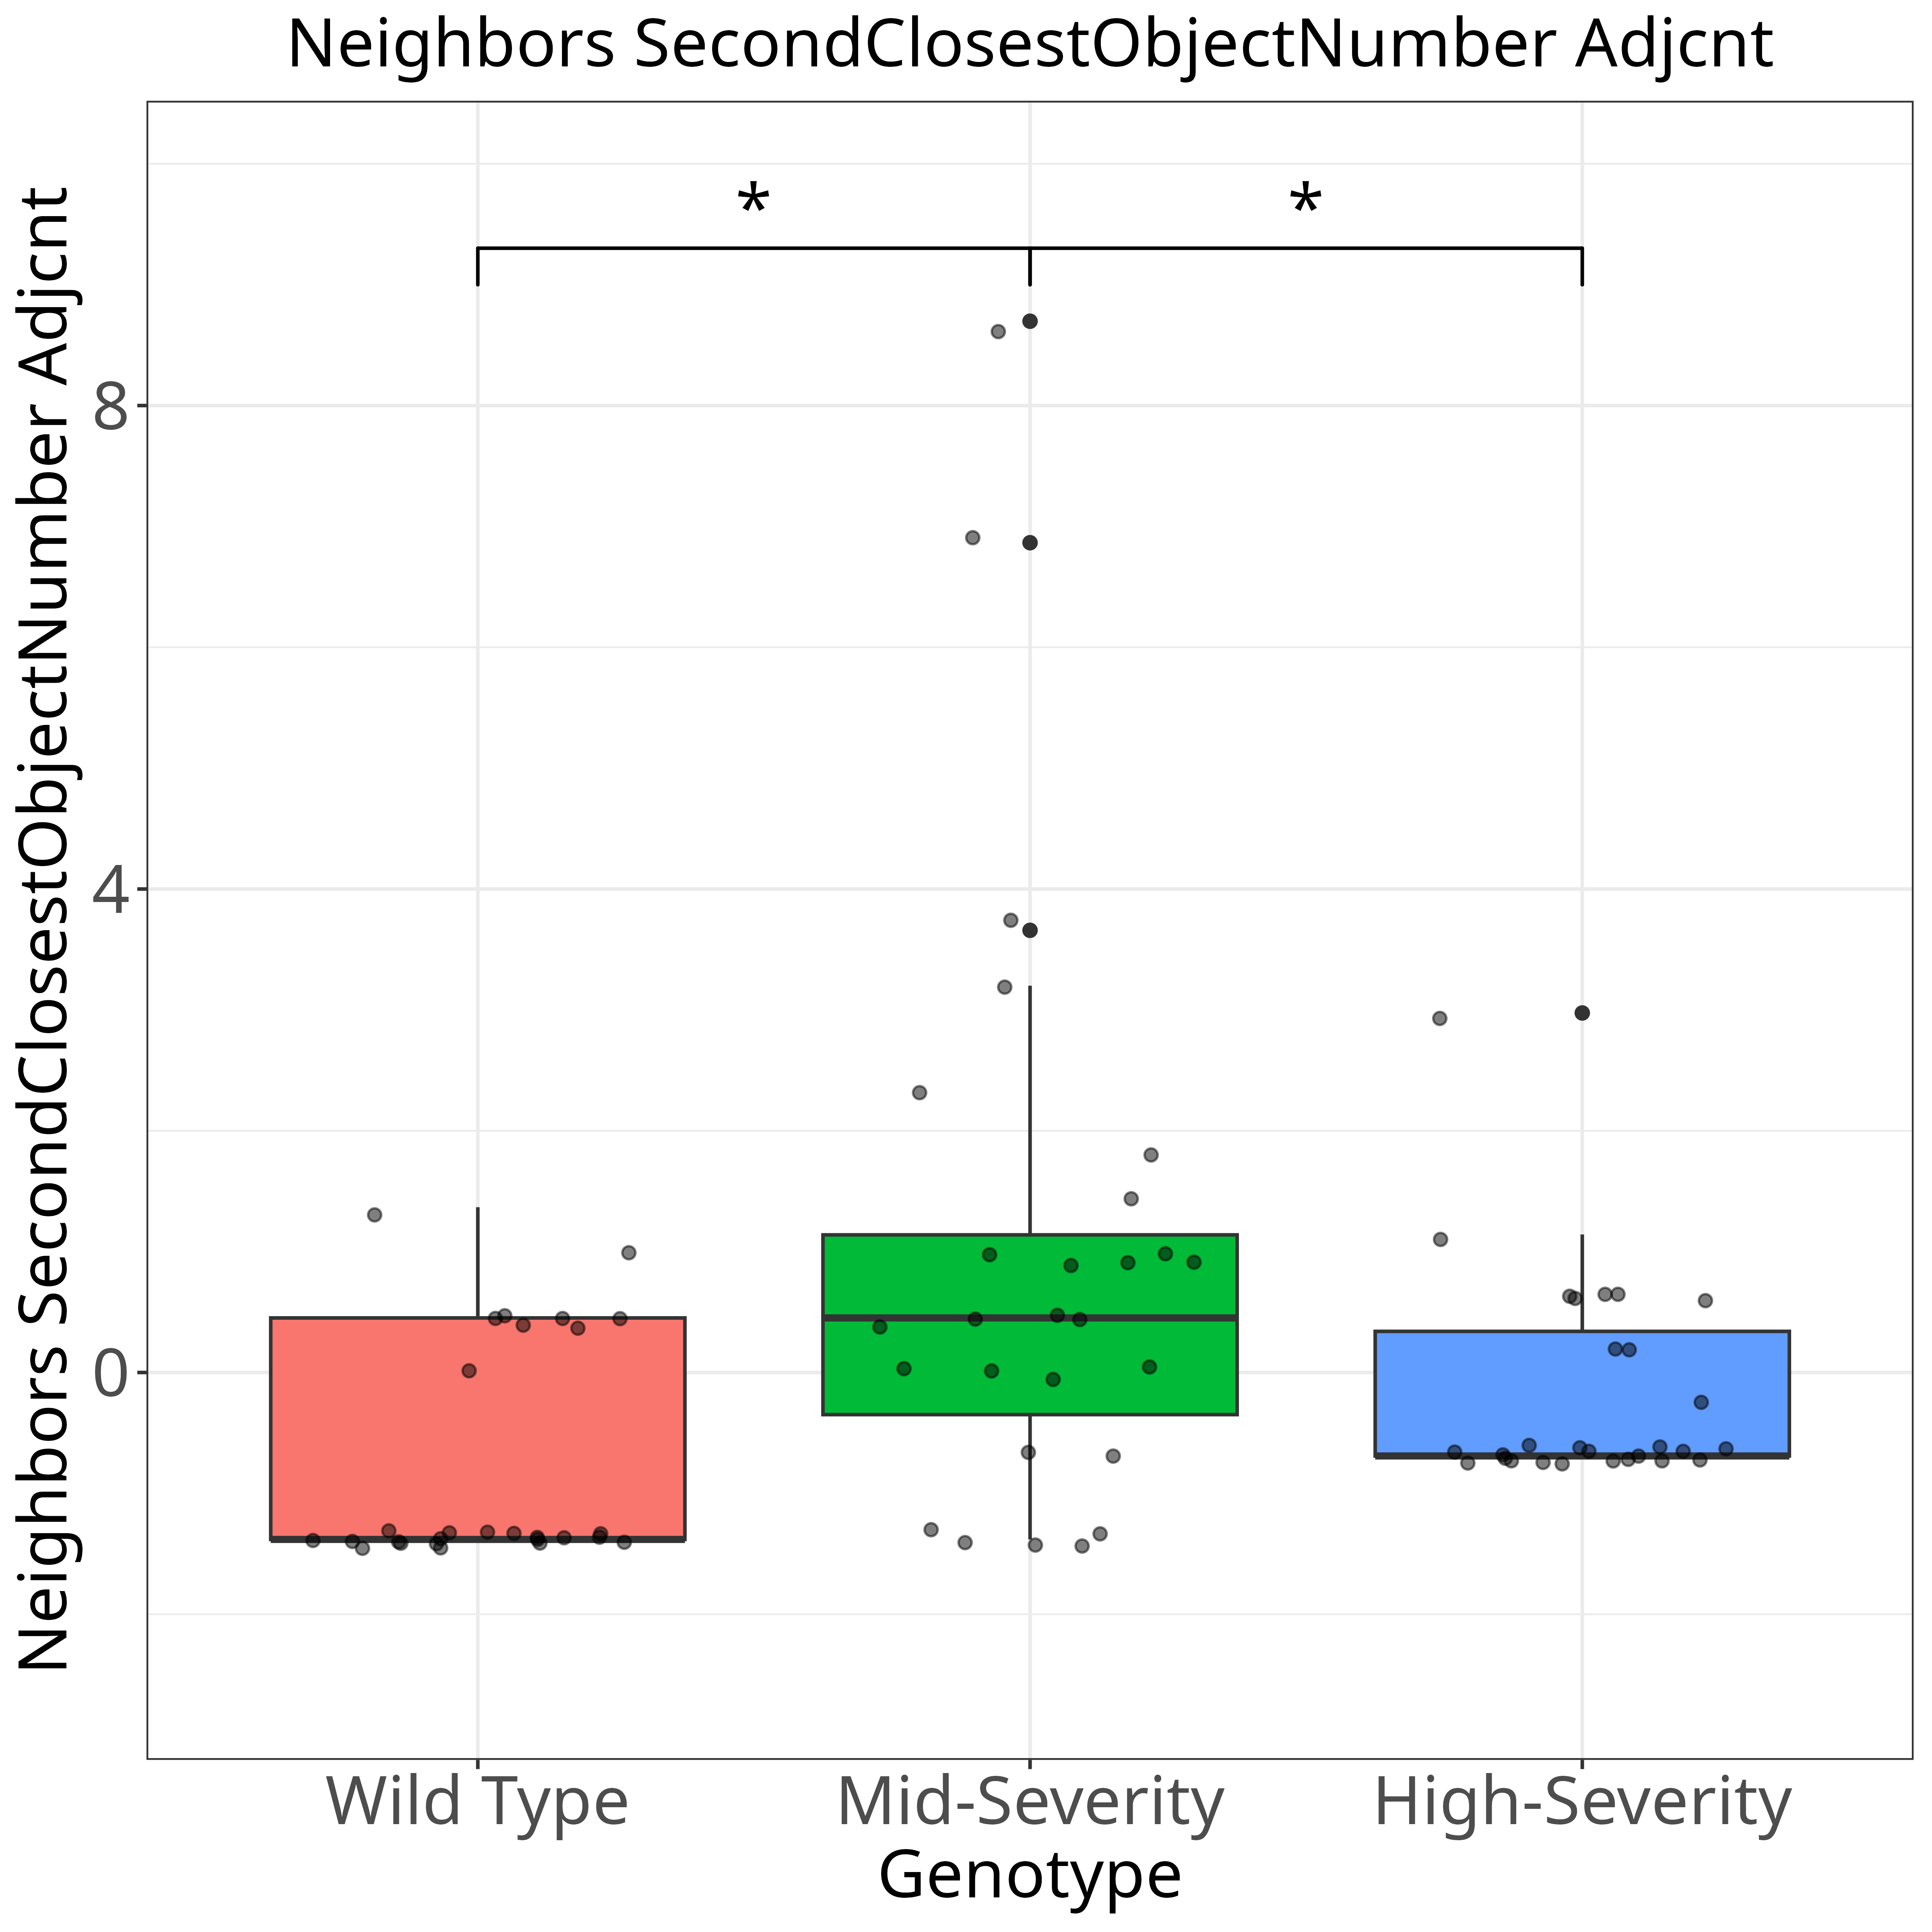 Neighbors SecondClosestObjectNumber Adjcnt
*
*
Neighbors SecondClosestObjectNumber Adjcnt
8
4
0
Wild Type
Mid-Severity
High-Severity
Genotype